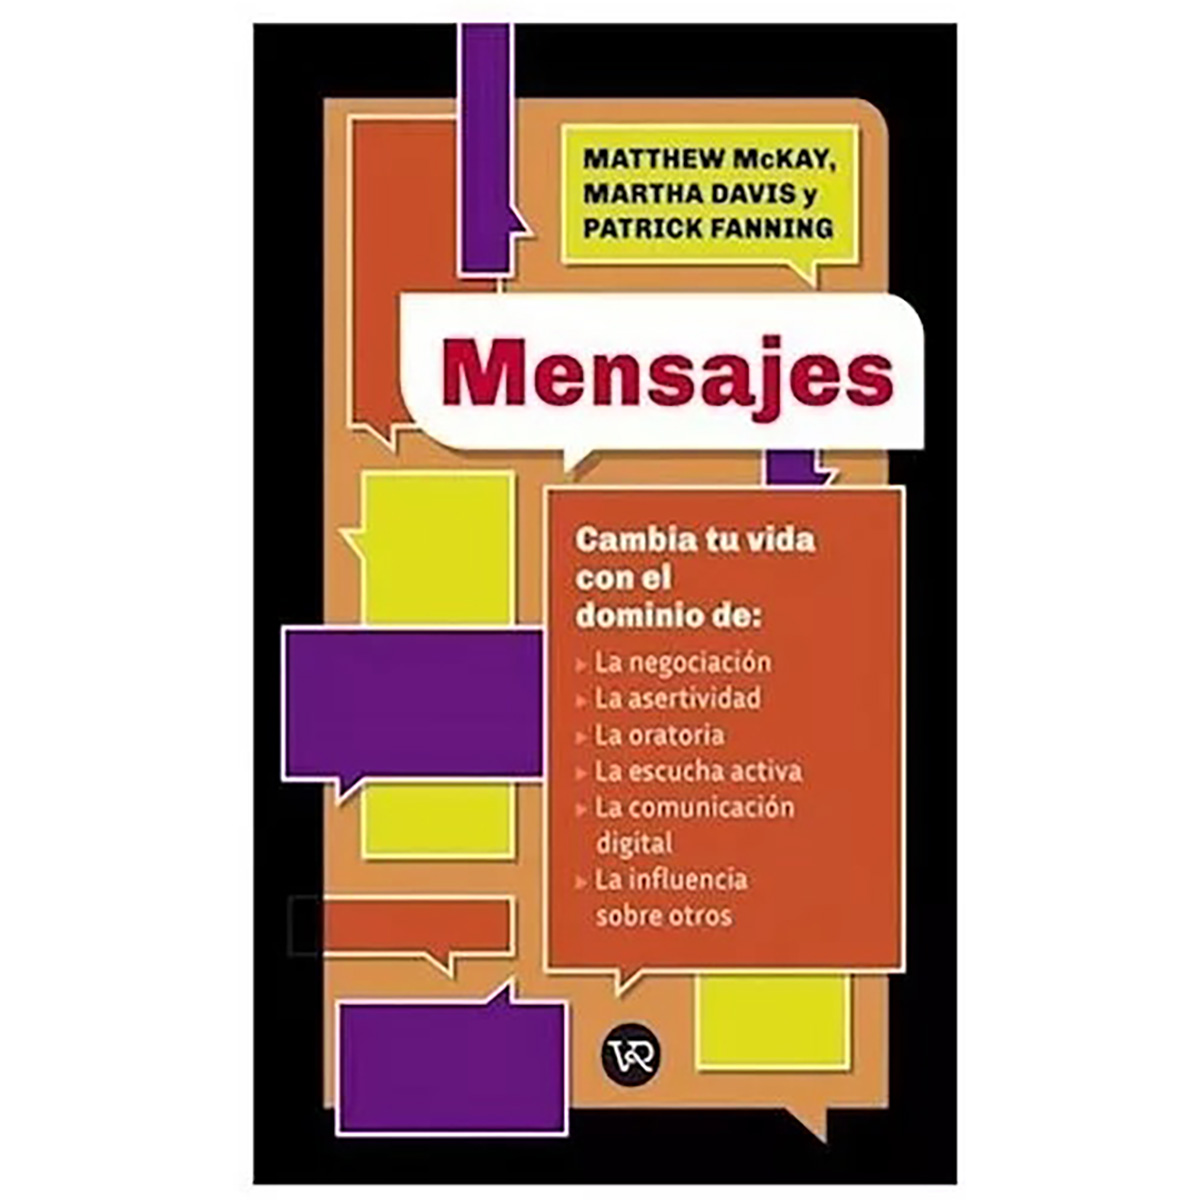 MATTHEW McKAY,
MARTHA DAVIS y
PATRICK FANNING
Mensajes
Cambia tu vida
con el
dominio de:
▸ La negociación
▸ La asertividad
▸ La oratoria
▸ La escucha activa
▸ La comunicación
digital
▸ La influencia
sobre otros
VR